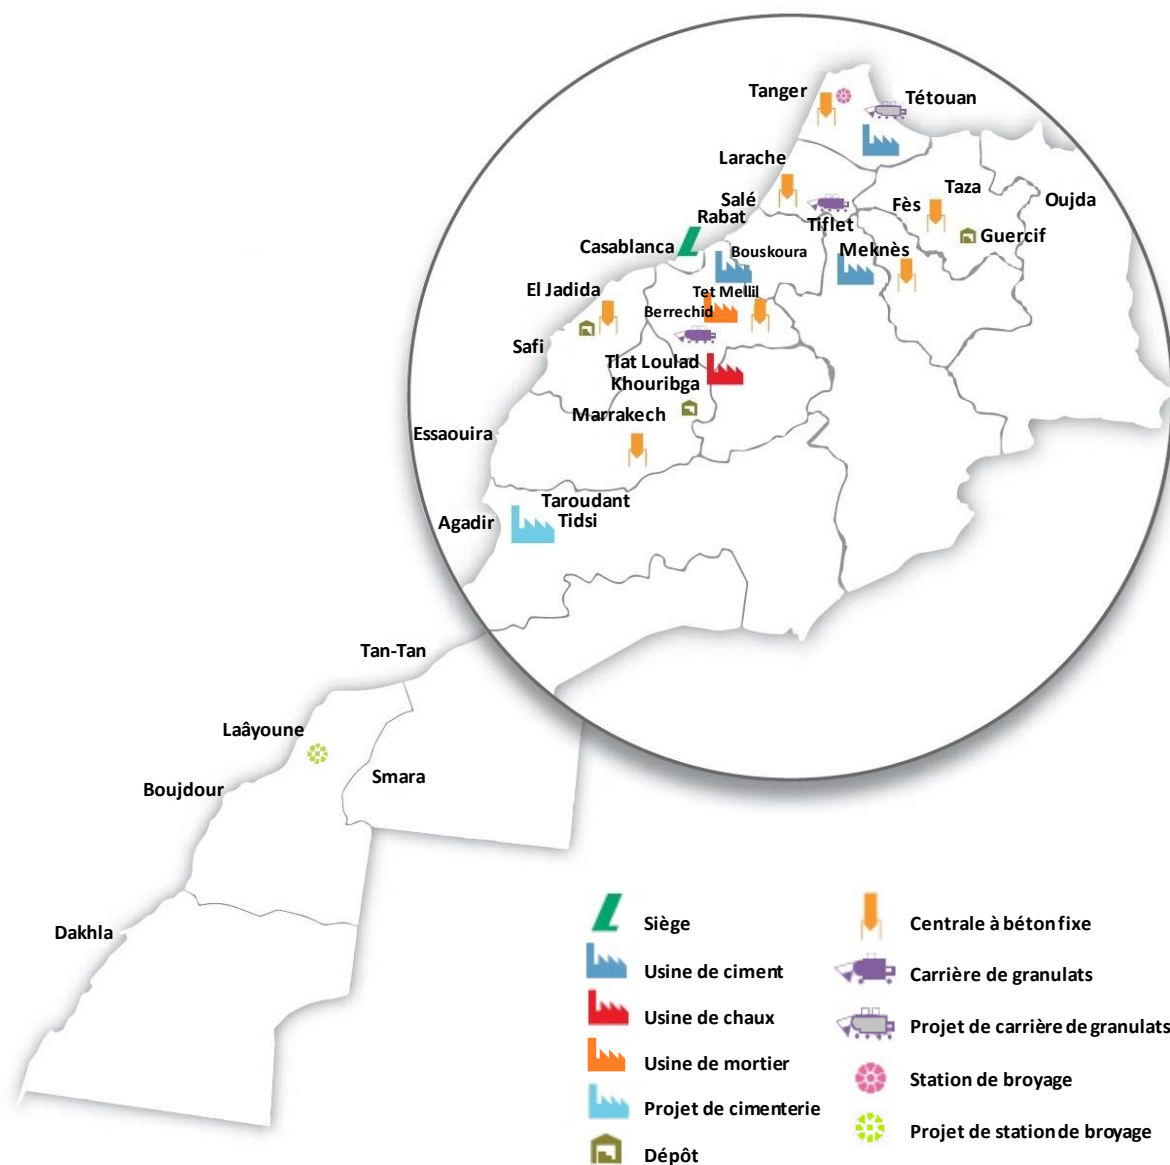 Tanger
Tétouan
Larache
Taza
Salé
Fès
Oujda
Rabat
Tiflet
Guercif
Casablanca
Bouskoura
Meknès
El Jadida
Tet Mellil
Berrechid
Safi
Tlat Loulad
Khouribga
Marrakech
Essaouira
Taroudant
Agadir
Tidsi
Tan-Tan
Laâyoune
Smara
Boujdour
Dakhla
Siège
Usine de ciment
Usine de chaux
Usine de mortier
Projet de cimenterie
Dépôt
Centrale à béton fixe
Carrière de granulats
Projet de carrière de granulats
Station de broyage
Projet de station de broyage